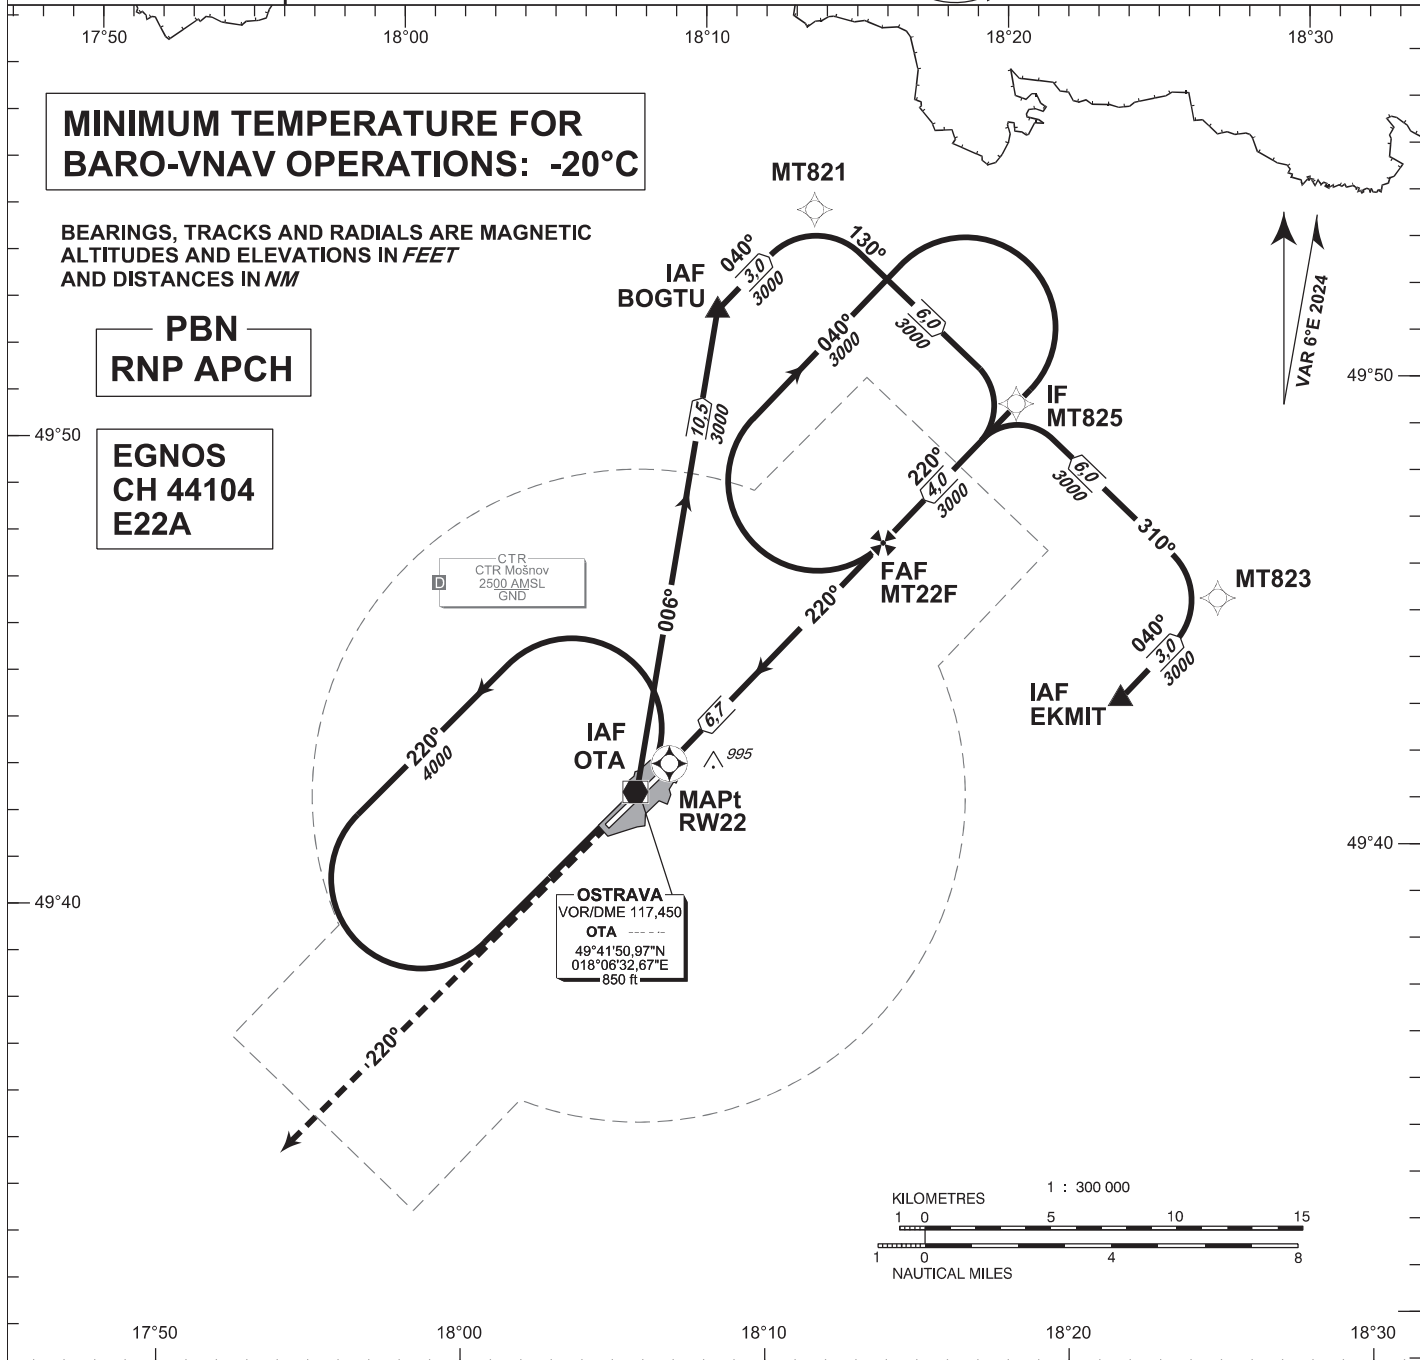 17°50
18°00
18°10
18°20
18°30
MINIMUM TEMPERATURE FOR
BARO-VNAV OPERATIONS: -20°C
BEARINGS, TRACKS AND RADIALS ARE MAGNETIC
ALTITUDES AND ELEVATIONS IN FEET
AND DISTANCES IN NM
PBN
RNP APCH
EGNOS
CH 44104
E22A
MT821
IAF
BOGTU
040°
3,0
3000
130°
6,0
3000
040°
3000
VAR 6°E 2024
49°50
49°50
IF
MT825
10,5
3000
220°
4,0
3000
6,0
3000
310°
MT823
FAF
MT22F
CTR
CTR Mošnov
2500 AMSL
GND
D
006°
220°
040°
3,0
3000
IAF
EKMIT
6,7
220°
4000
IAF
OTA
995
MAPt
RW22
49°40
49°40
OSTRAVA
VOR/DME 117,450
OTA
49°41'50,97"N
018°06'32,67"E
850 ft
220°
1 : 300 000
KILOMETRES
1 0 5 10 15
1 0 4 8
NAUTICAL MILES
17°50
18°00
18°10
18°20
18°30